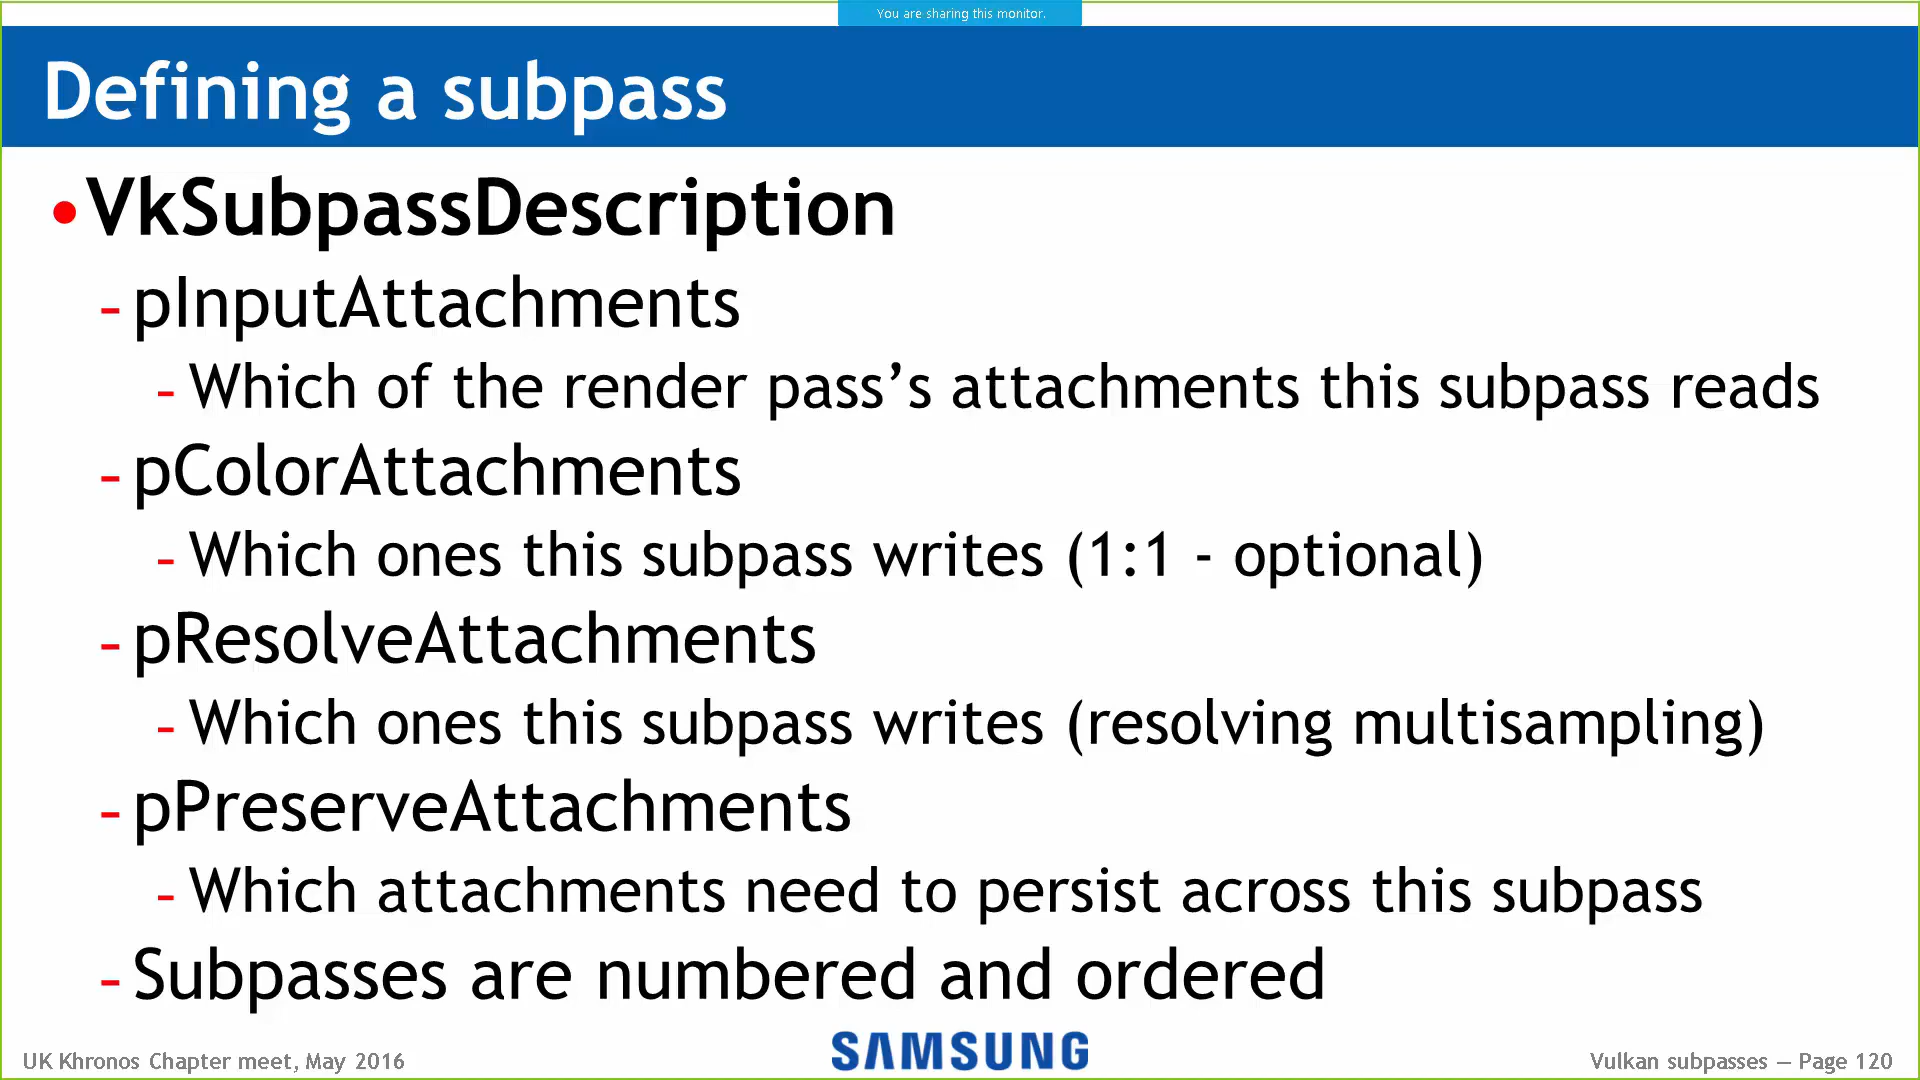 You are sharing this monitor.
Defining a subpass
•VkSubpassDescription
-pInputAttachments
-Which of the render pass’s attachments this subpass reads
-pColorAttachments
-Which ones this subpass writes (1:1 - optional)
-pResolveAttachments
-Which ones this subpass writes (resolving multisampling)
-pPreserveAttachments
-Which attachments need to persist across this subpass
-Subpasses are numbered and ordered
UK Khronos Chapter meet, May 2016
SAMSUNG
Vulkan subpasses — Page 120